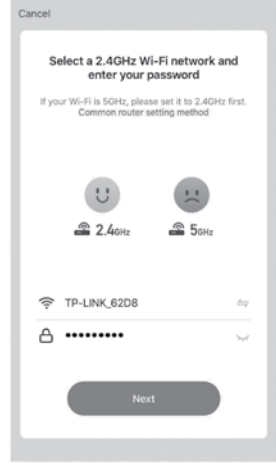 Cancel
Select a 2.4GHz Wi-Fi network and
enter your password
If your Wi-Fi is 5GHz, please set it to 2.4GHz first.
Common router setting method
2.4GHz 5GHz
TP-LINK_62D8
•••••••••
Next